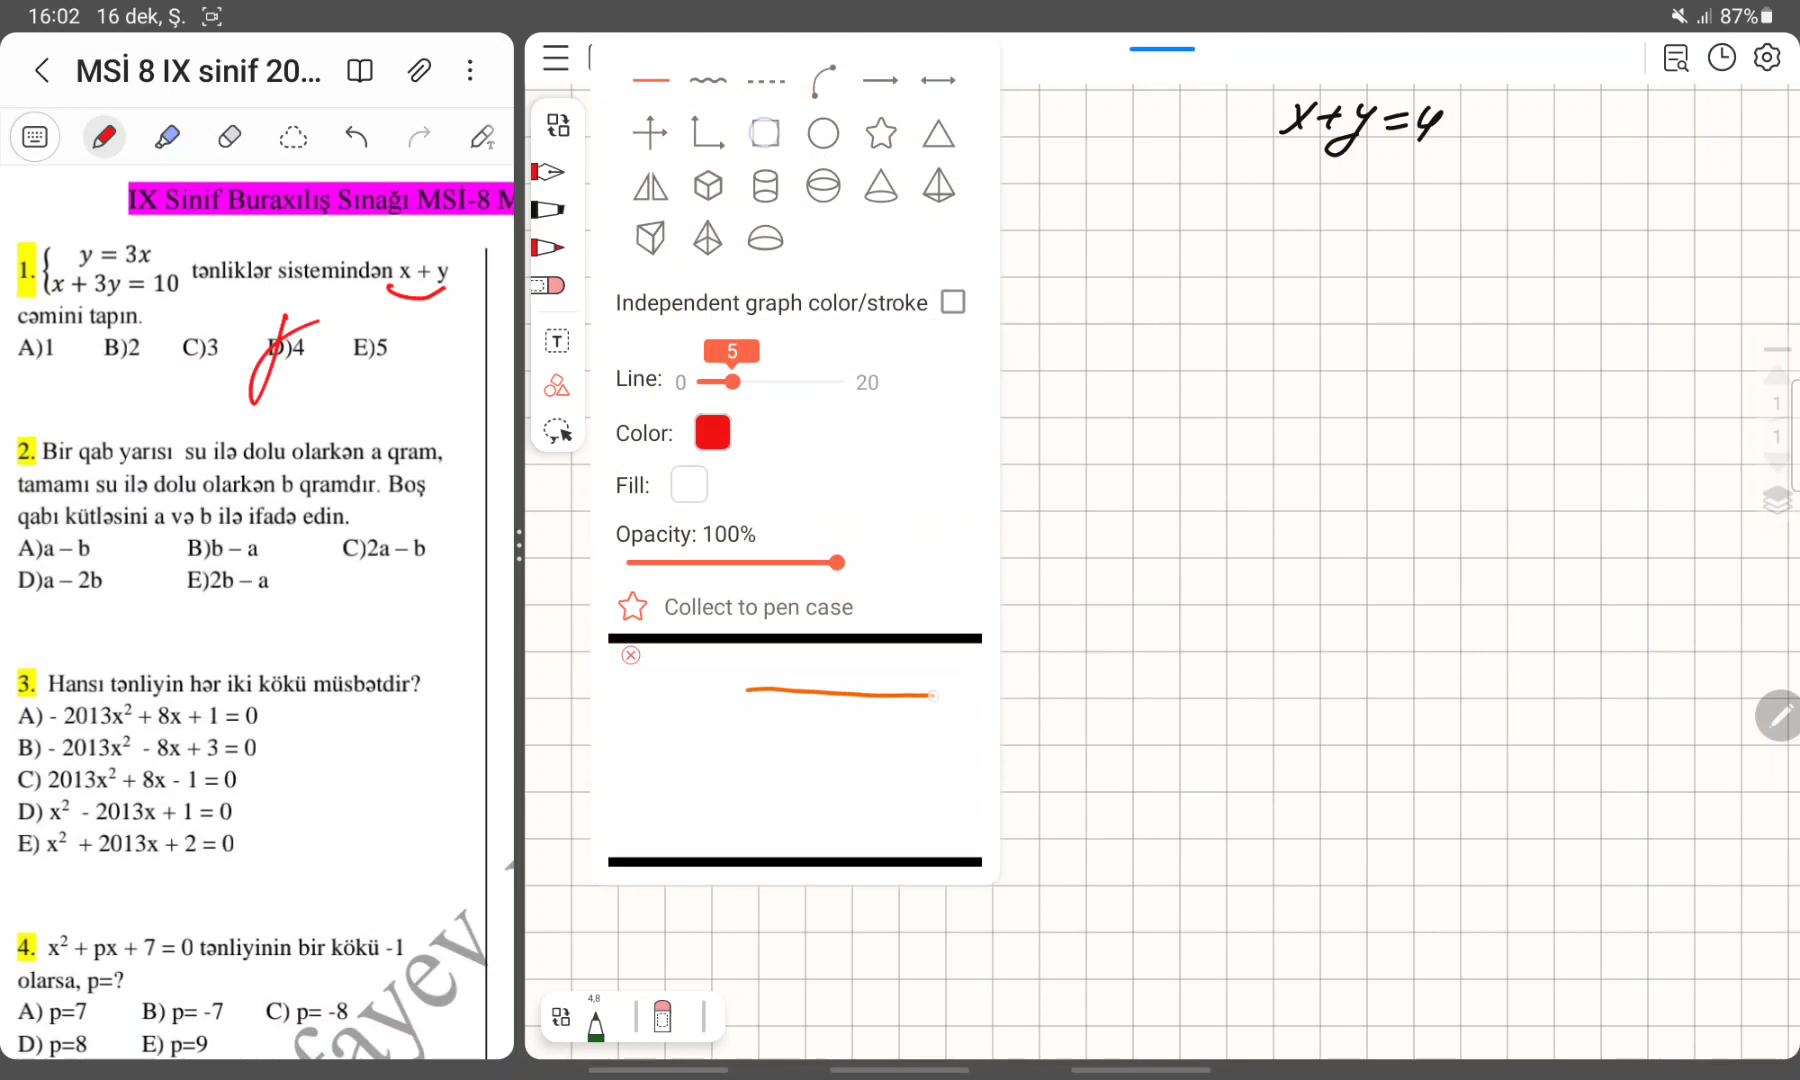 16:02 16 dek, Ş. 87%
MSİ 8 IX sinif 20...
IX Sinif Buraxılış Sınağı MSİ-8 M
1. { y = 3x
x + 3y = 10 tənliklər sistemindən x + y
cəmini tapın.
A)1 B)2 C)3 D)4 E)5
2. Bir qab yarısı su ilə dolu olarkən a qram,
tamamı su ilə dolu olarkən b qramdır. Boş
qabı kütləsini a və b ilə ifadə edin.
A)a – b B)b – a C)2a – b
D)a – 2b E)2b – a
3. Hansı tənliyin hər iki kökü müsbətdir?
A) - 2013x² + 8x + 1 = 0
B) - 2013x² - 8x + 3 = 0
C) 2013x² + 8x - 1 = 0
D) x² - 2013x + 1 = 0
E) x² + 2013x + 2 = 0
4. x² + px + 7 = 0 tənliyinin bir kökü -1
olarsa, p=?
A) p=7 B) p= -7 C) p= -8
D) p=8 E) p=9
fayev
T
Independent graph color/stroke
5
Line: 0 20
Color:
Fill:
Opacity: 100%
Collect to pen case
4,8
x+y=4
1
1